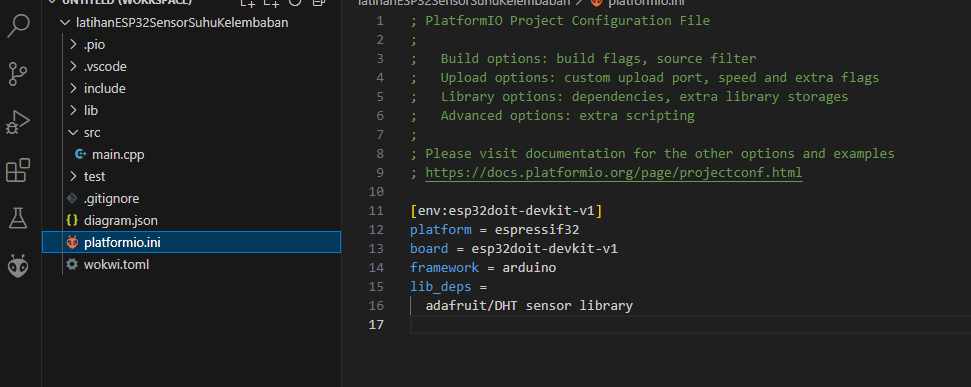 UNTITLED (WORKSPACE)
latihanESP32SensorSuhuKelembaban
.pio
.vscode
include
lib
src
main.cpp
test
.gitignore
diagram.json
platformio.ini
wokwi.toml
latihanESP32SensorSuhuKelembaban > platformio.ini
1 ; PlatformIO Project Configuration File
2 ;
3 ;   Build options: build flags, source filter
4 ;   Upload options: custom upload port, speed and extra flags
5 ;   Library options: dependencies, extra library storages
6 ;   Advanced options: extra scripting
7 ;
8 ; Please visit documentation for the other options and examples
9 ; https://docs.platformio.org/page/projectconf.html
10
11 [env:esp32doit-devkit-v1]
12 platform = espressif32
13 board = esp32doit-devkit-v1
14 framework = arduino
15 lib_deps =
16   adafruit/DHT sensor library
17